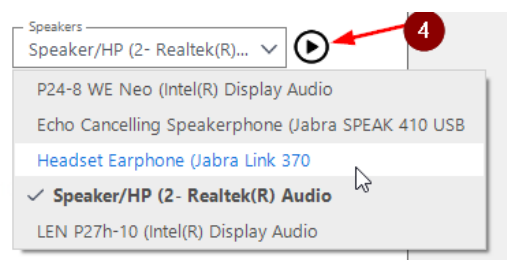 Speakers
Speaker/HP (2- Realtek(R)...
4
P24-8 WE Neo (Intel(R) Display Audio
Echo Cancelling Speakerphone (Jabra SPEAK 410 USB
Headset Earphone (Jabra Link 370
Speaker/HP (2- Realtek(R) Audio
LEN P27h-10 (Intel(R) Display Audio